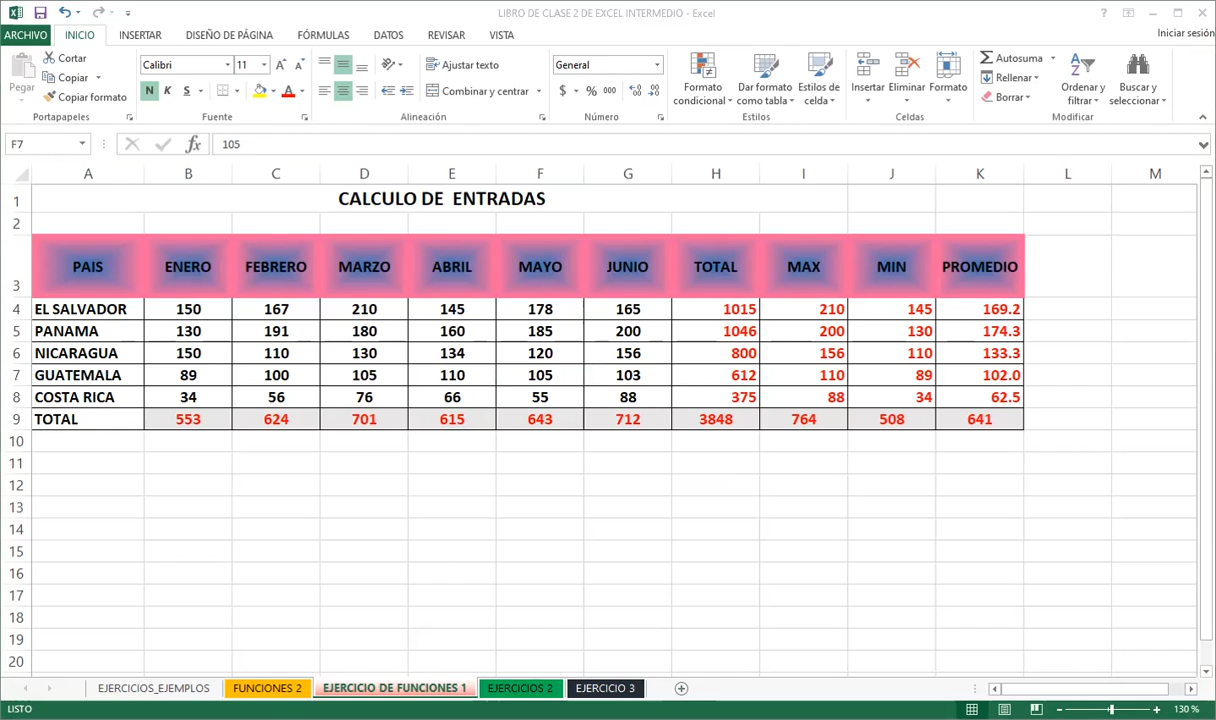 LIBRO DE CLASE 2 DE EXCEL INTERMEDIO - Excel
ARCHIVO INICIO INSERTAR DISEÑO DE PÁGINA FÓRMULAS DATOS REVISAR VISTA Iniciar sesión
Pegar
Cortar
Copiar
Copiar formato
Portapapeles
Calibri 11
N K S A
Fuente
Ajustar texto
Combinar y centrar
Alineación
General
$ % 000
Número
Formato condicional
Dar formato como tabla
Estilos de celda
Estilos
Insertar Eliminar Formato
Celdas
Autosuma
Rellenar
Borrar
Ordenar y filtrar
Buscar y seleccionar
Modificar
F7 fx 105
A B C D E F G H I J K L M
1 CALCULO DE ENTRADAS
2
3 PAIS ENERO FEBRERO MARZO ABRIL MAYO JUNIO TOTAL MAX MIN PROMEDIO
4 EL SALVADOR 150 167 210 145 178 165 1015 210 145 169.2
5 PANAMA 130 191 180 160 185 200 1046 200 130 174.3
6 NICARAGUA 150 110 130 134 120 156 800 156 110 133.3
7 GUATEMALA 89 100 105 110 105 103 612 110 89 102.0
8 COSTA RICA 34 56 76 66 55 88 375 88 34 62.5
9 TOTAL 553 624 701 615 643 712 3848 764 508 641
10
11
12
13
14
15
16
17
18
19
20
EJERCICIOS_EJEMPLOS FUNCIONES 2 EJERCICIO DE FUNCIONES 1 EJERCICIOS 2 EJERCICIO 3
LISTO 130 %